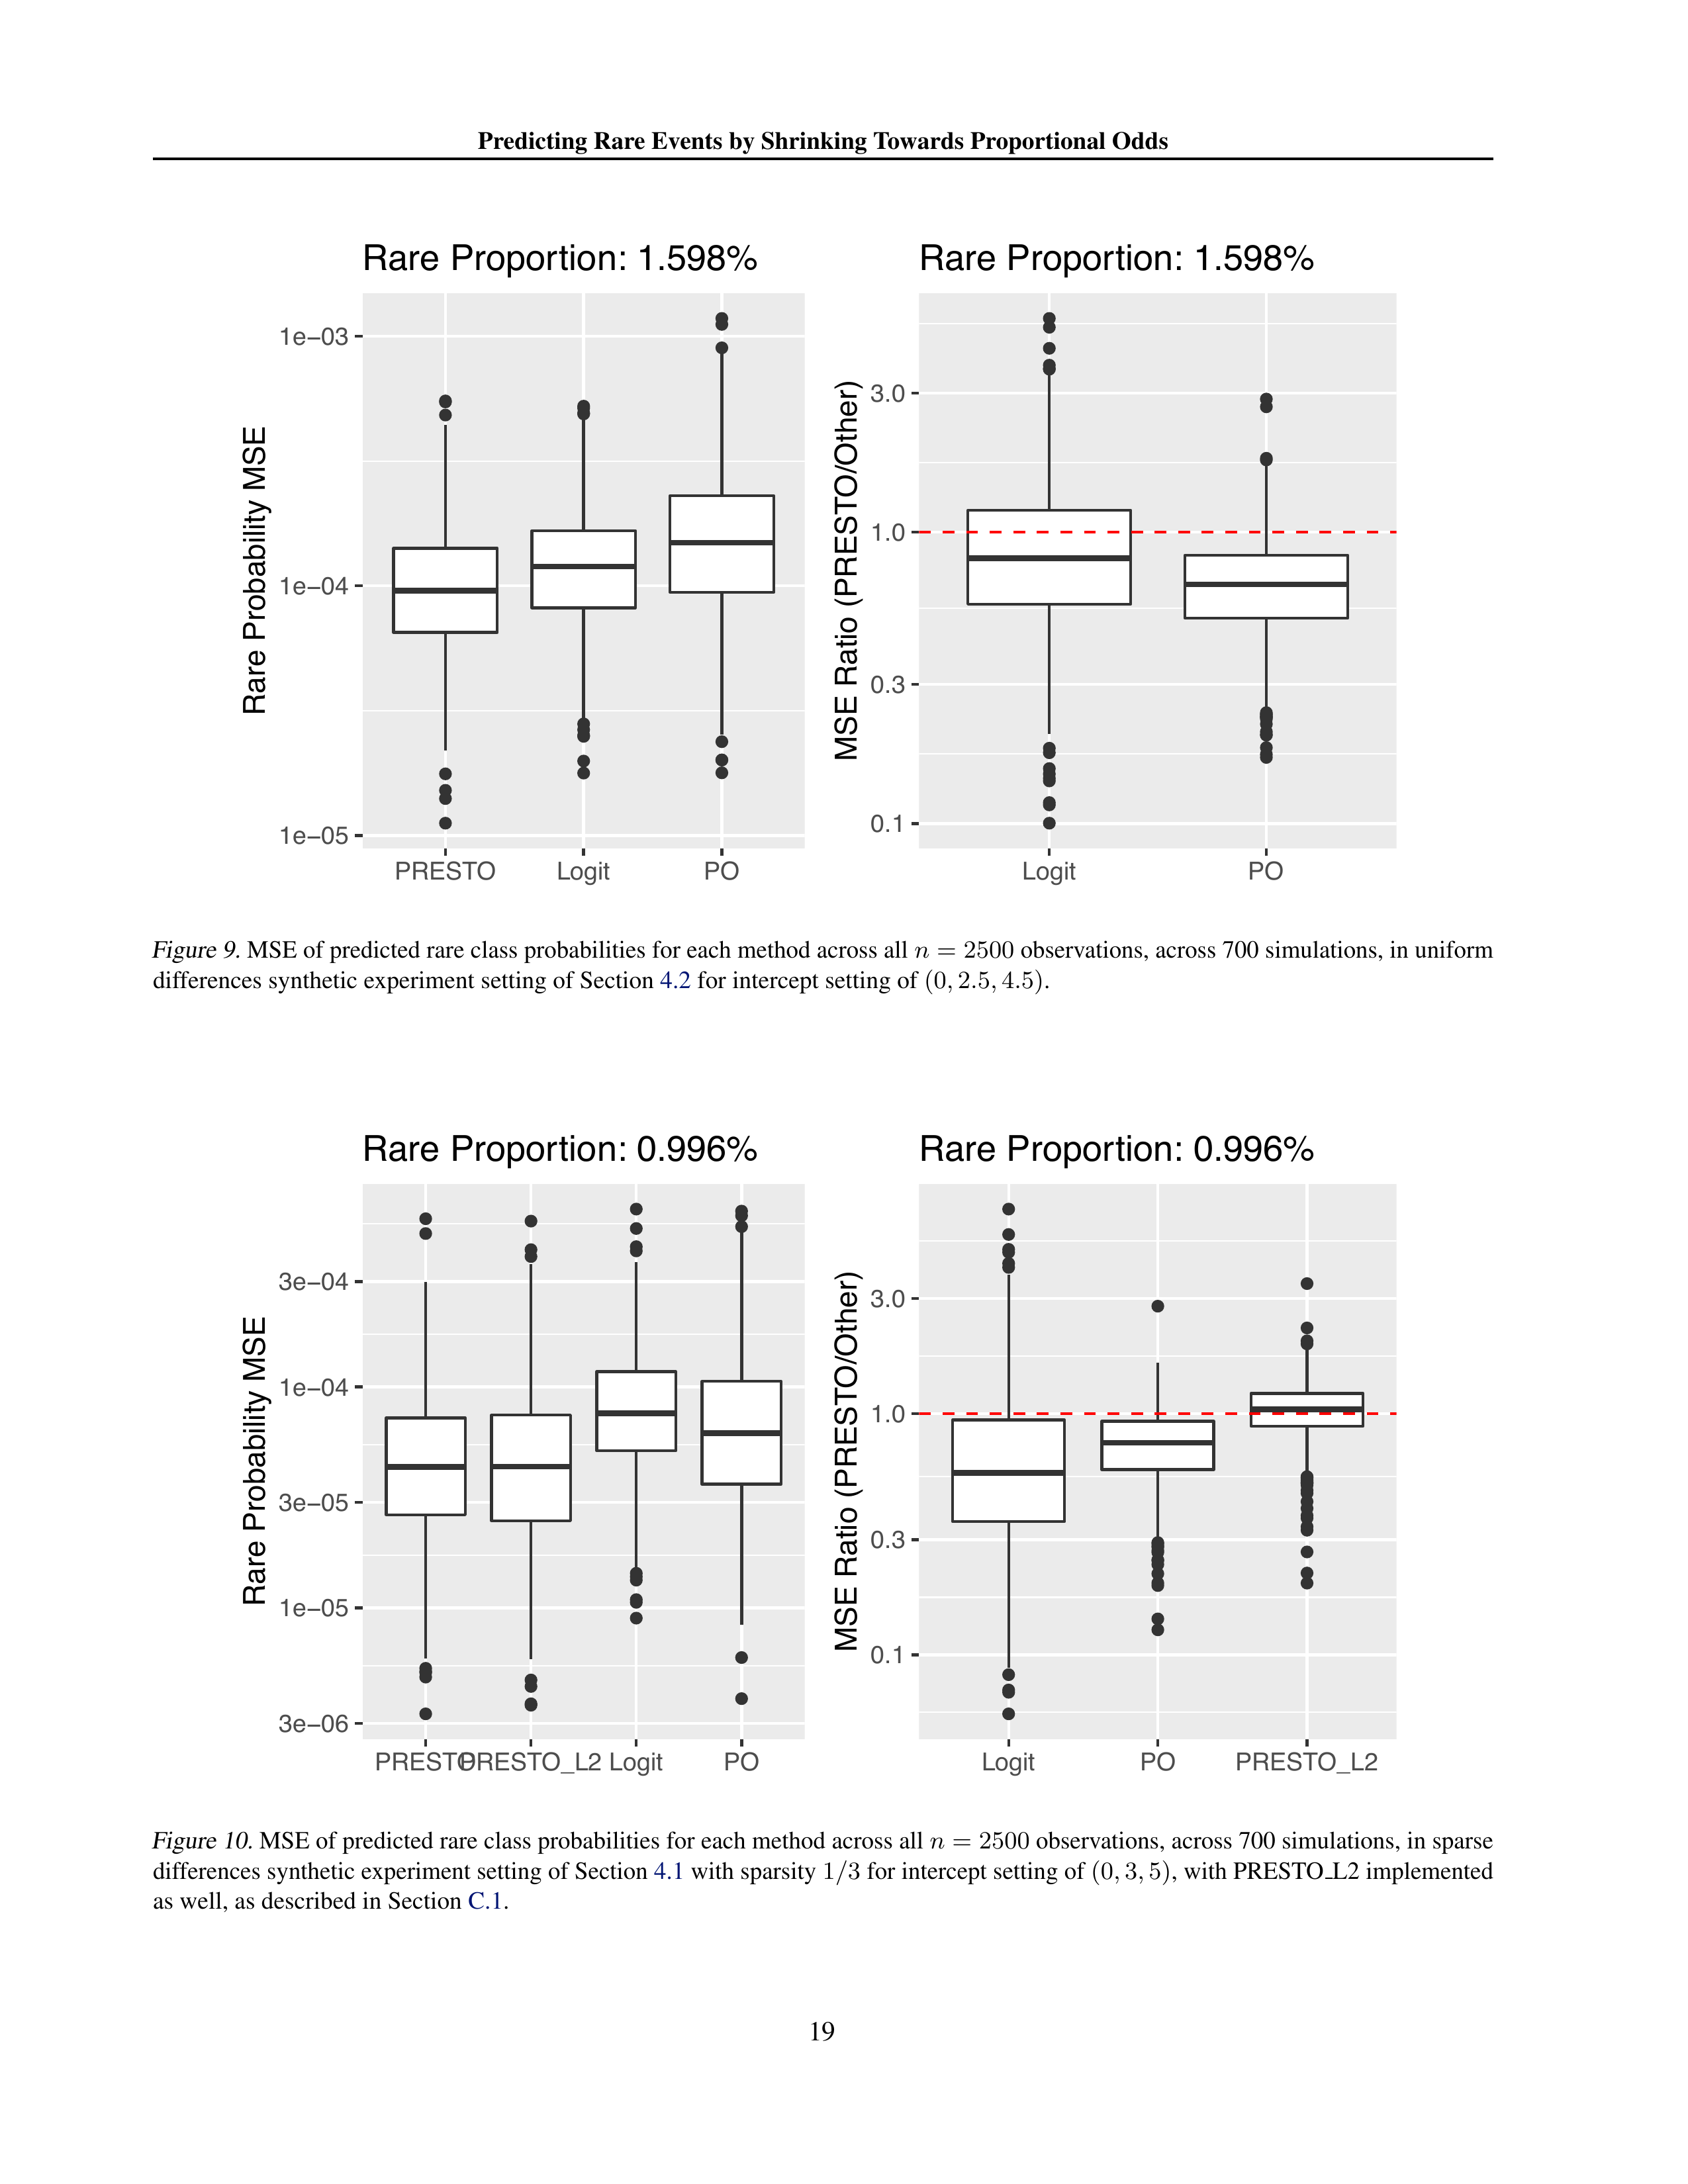 Predicting Rare Events by Shrinking Towards Proportional Odds
Rare Proportion: 1.598%
Rare Probability MSE
1e−03
1e−04
1e−05
PRESTO Logit PO
Rare Proportion: 1.598%
MSE Ratio (PRESTO/Other)
3.0
1.0
0.3
0.1
Logit PO
Figure 9. MSE of predicted rare class probabilities for each method across all n = 2500 observations, across 700 simulations, in uniform
differences synthetic experiment setting of Section 4.2 for intercept setting of (0, 2.5, 4.5).
Rare Proportion: 0.996%
Rare Probability MSE
3e−04
1e−04
3e−05
1e−05
3e−06
PRESTO PRESTO_L2 Logit PO
Rare Proportion: 0.996%
MSE Ratio (PRESTO/Other)
3.0
1.0
0.3
0.1
Logit PO PRESTO_L2
Figure 10. MSE of predicted rare class probabilities for each method across all n = 2500 observations, across 700 simulations, in sparse
differences synthetic experiment setting of Section 4.1 with sparsity 1/3 for intercept setting of (0, 3, 5), with PRESTO_L2 implemented
as well, as described in Section C.1.
19